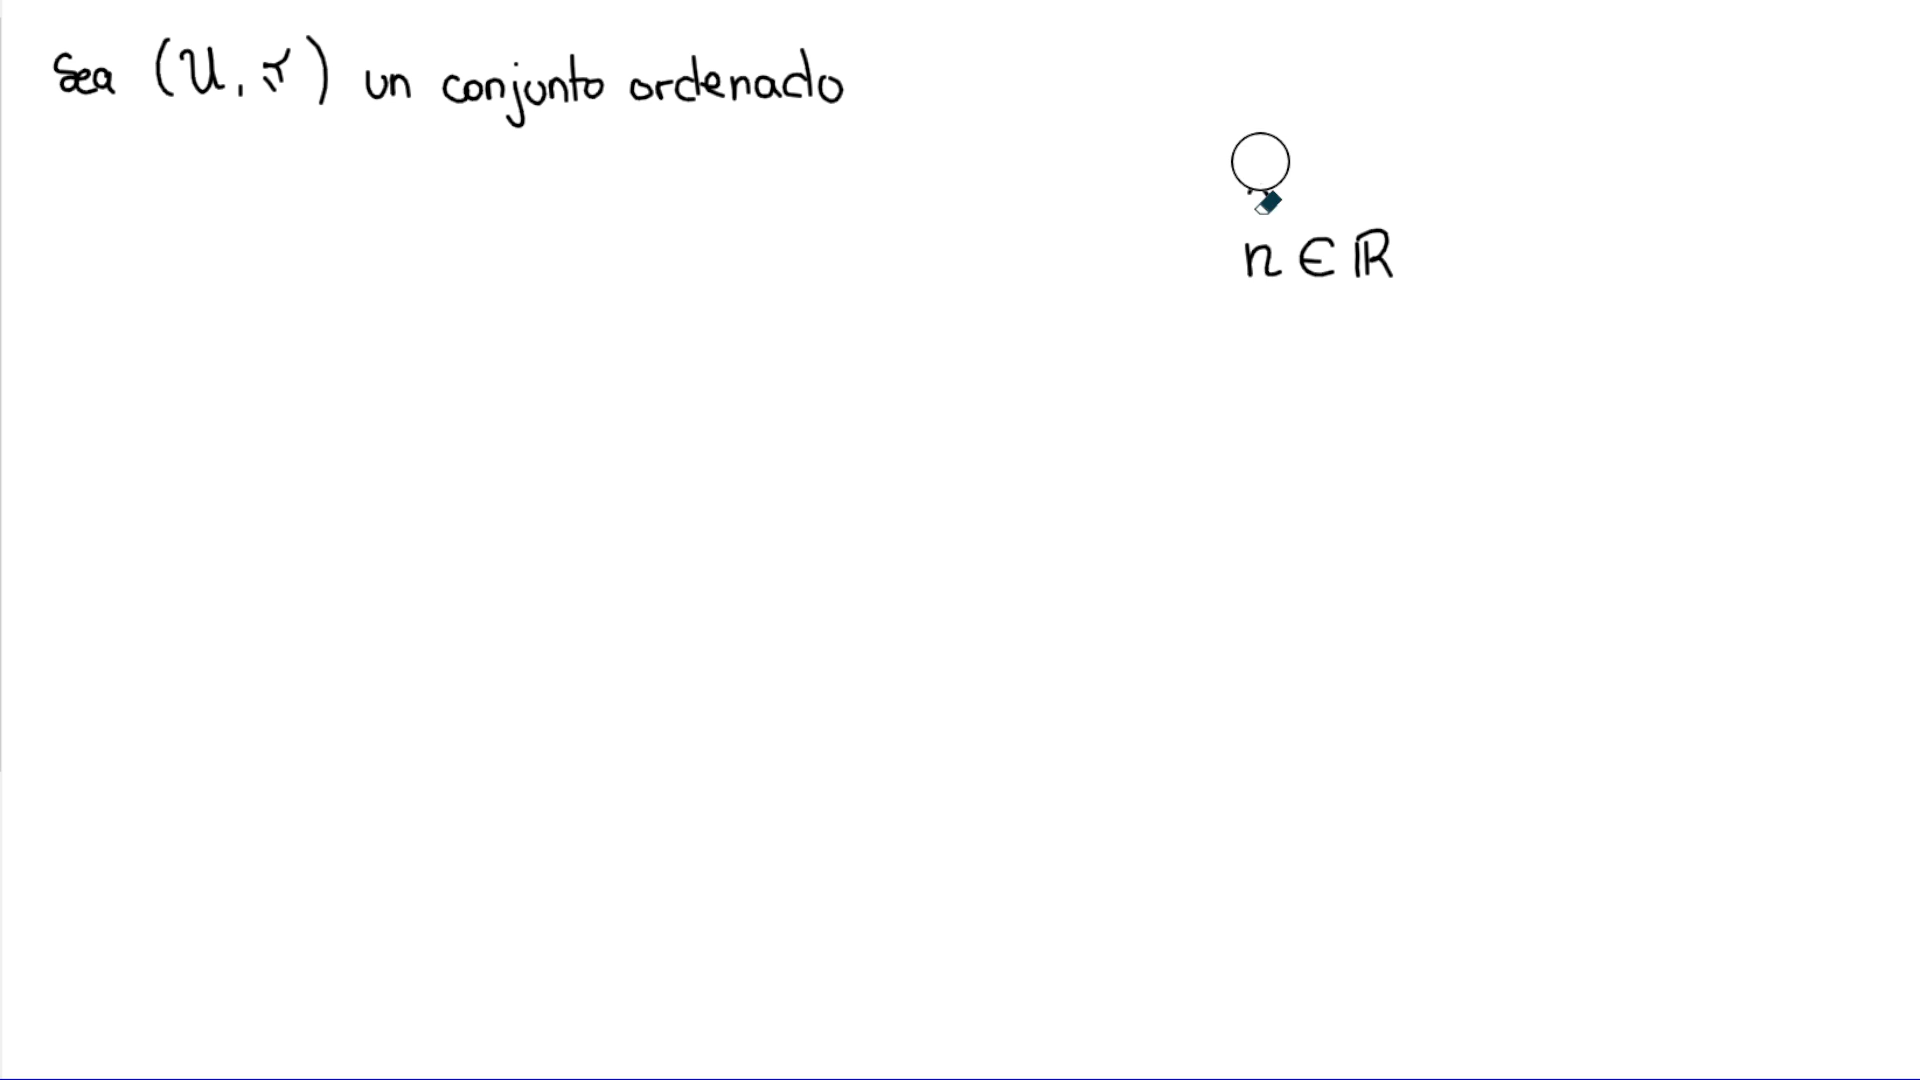 Sea (U, ≼) un conjunto ordenado
n ∈ ℝ